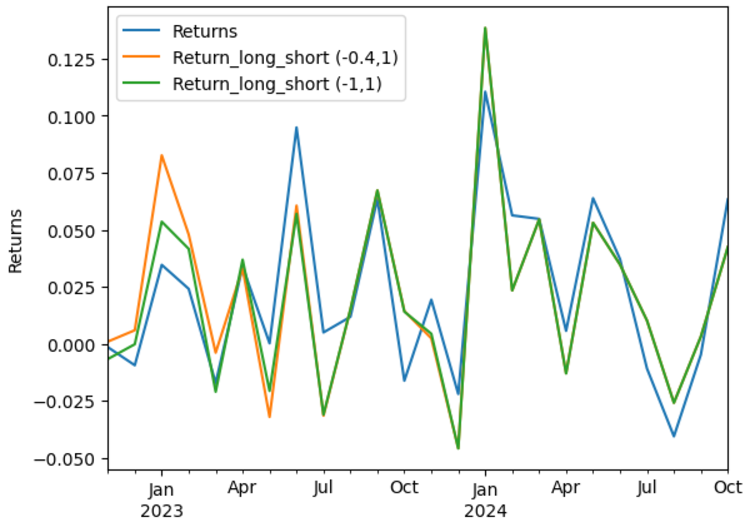 Returns
Return_long_short (-0.4,1)
Return_long_short (-1,1)
Returns
0.125
0.100
0.075
0.050
0.025
0.000
−0.025
−0.050
Jan Apr Jul Oct Jan Apr Jul Oct
2023 2024